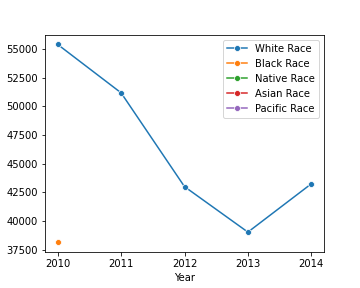 55000
52500
50000
47500
45000
42500
40000
37500
White Race
Black Race
Native Race
Asian Race
Pacific Race
2010 2011 2012 2013 2014
Year